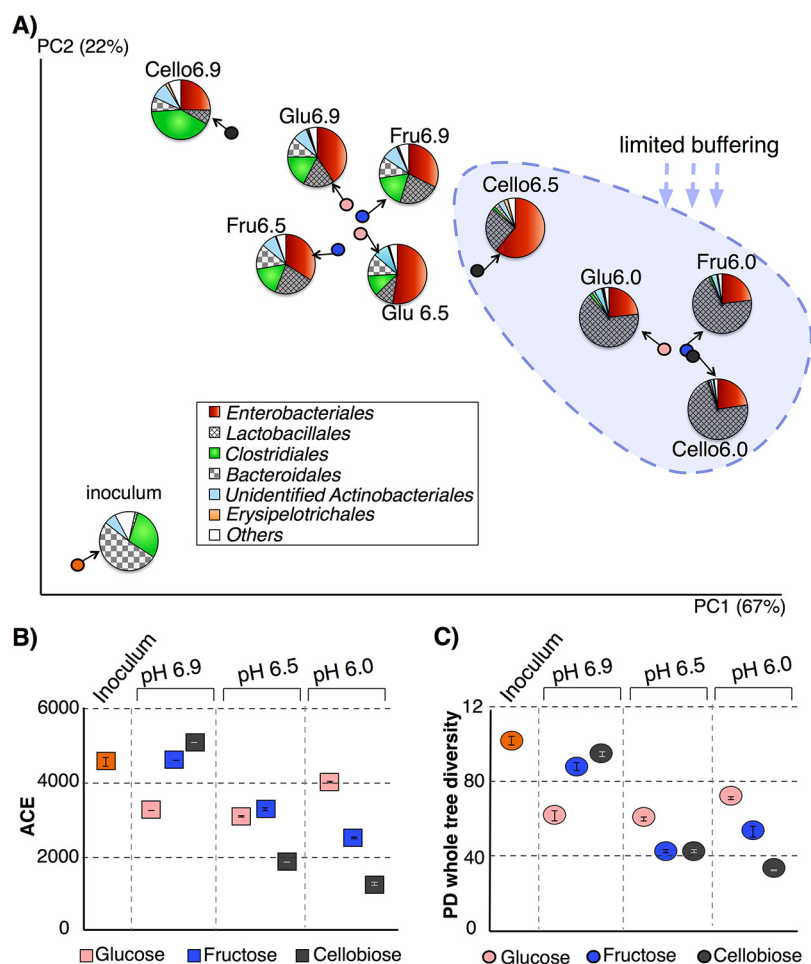 A)
PC2 (22%)
Cello6.9
Glu6.9
Fru6.9
limited buffering
Cello6.5
Fru6.5
Glu 6.5
Glu6.0
Fru6.0
Cello6.0
Enterobacteriales
Lactobacillales
Clostridiales
Bacteroidales
Unidentified Actinobacteriales
Erysipelotrichales
Others
inoculum
PC1 (67%)
B)
Inoculum
pH 6.9
pH 6.5
pH 6.0
6000
4000
2000
0
ACE
Glucose
Fructose
Cellobiose
C)
Inoculum
pH 6.9
pH 6.5
pH 6.0
12
80
40
0
PD whole tree diversity
Glucose
Fructose
Cellobiose